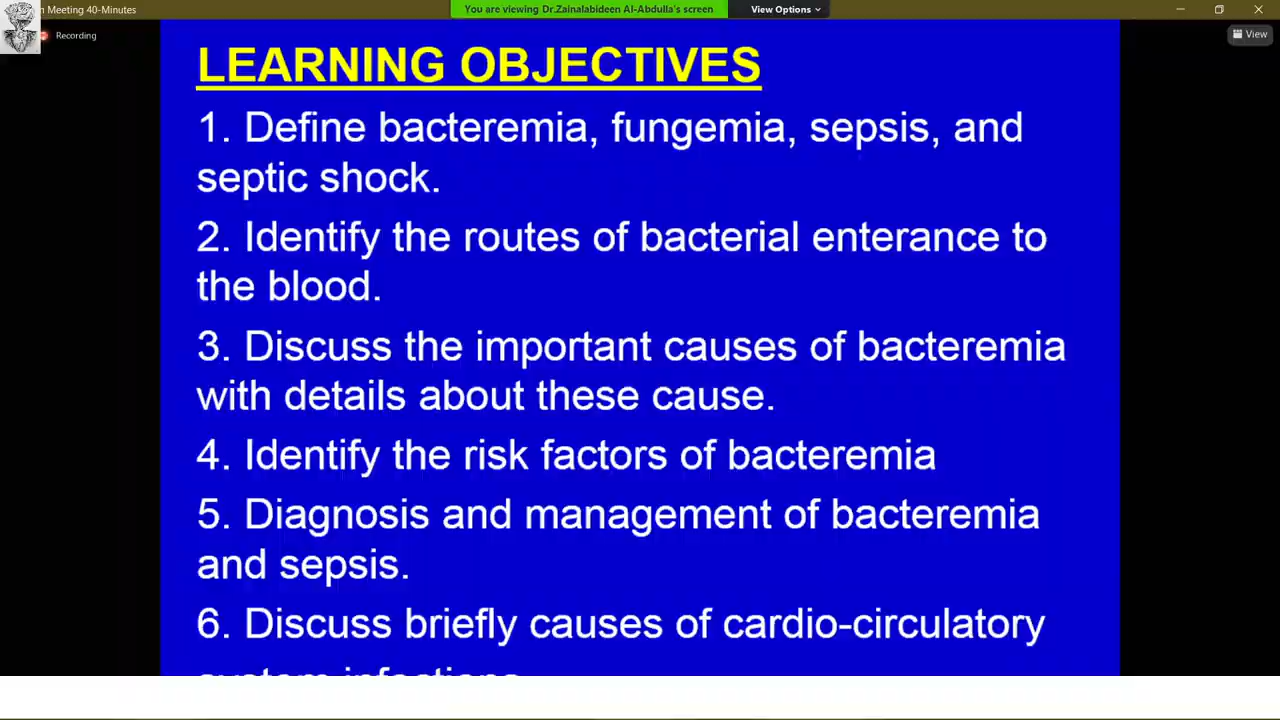 m Meeting 40-Minutes
You are viewing Dr.Zainalabideen Al-Abdulla's screen
View Options
Recording
View
LEARNING OBJECTIVES
1. Define bacteremia, fungemia, sepsis, and
septic shock.
2. Identify the routes of bacterial enterance to
the blood.
3. Discuss the important causes of bacteremia
with details about these cause.
4. Identify the risk factors of bacteremia
5. Diagnosis and management of bacteremia
and sepsis.
6. Discuss briefly causes of cardio-circulatory
system infections